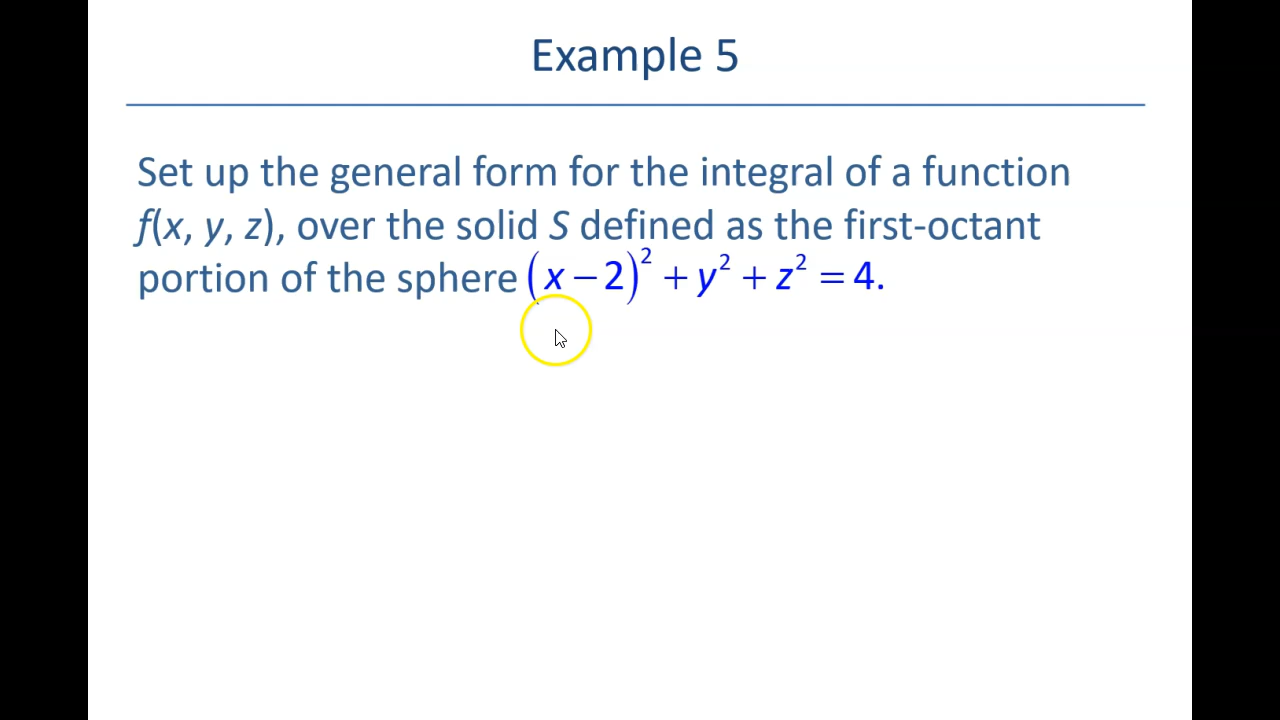 Example 5
Set up the general form for the integral of a function
f(x, y, z), over the solid S defined as the first-octant
portion of the sphere (x − 2)² + y² + z² = 4.